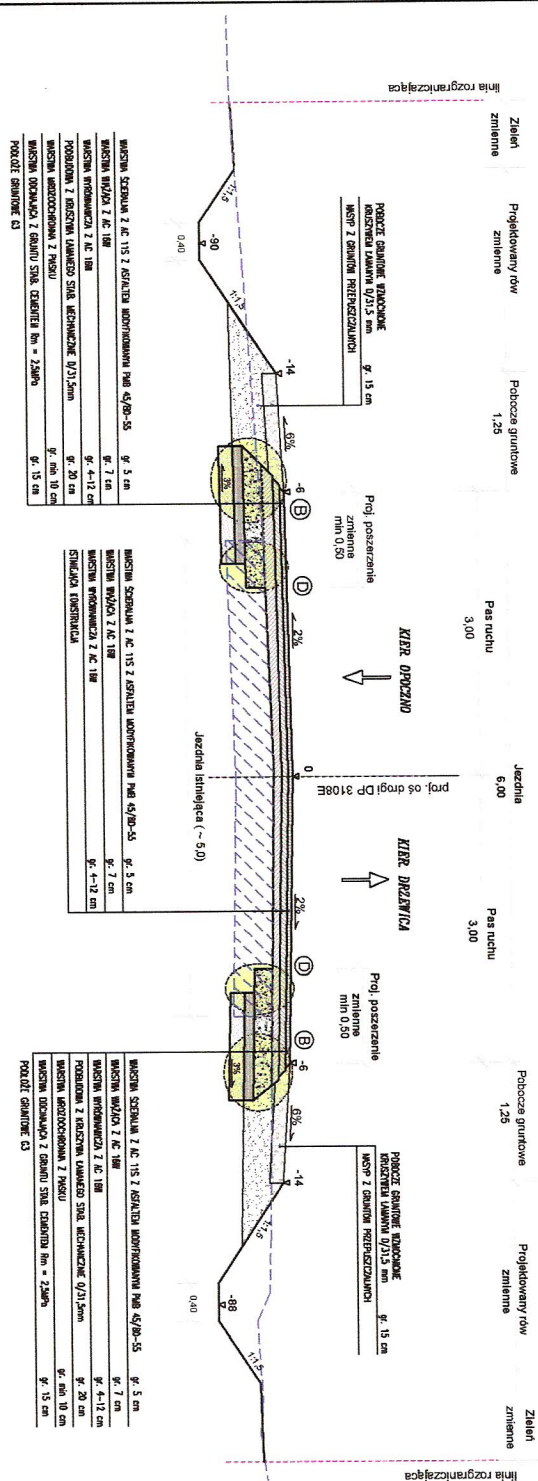 linia rozgraniczająca
Zieleń
zmienne
Projektowany rów
zmienne
Pobocze gruntowe
1,25
Pas ruchu
3,00
Jezdnia
6,00
Pas ruchu
3,00
Pobocze gruntowe
1,25
Projektowany rów
zmienne
Zieleń
zmienne
linia rozgraniczająca
POBOCZE GRUNTOWE WZMOCNIONE
KRUSZYWEM ŁAMANYM 0/31,5 mm gr. 15 cm
NASYP Z GRUNTÓW PRZEPUSZCZALNYCH
Proj. poszerzenie
zmienne
min 0,50
KIER OPOCZNO
KIER DRZEWICA
Proj. poszerzenie
zmienne
min 0,50
POBOCZE GRUNTOWE WZMOCNIONE
KRUSZYWEM ŁAMANYM 0/31,5 mm gr. 15 cm
NASYP Z GRUNTÓW PRZEPUSZCZALNYCH
proj. oś drogi DP 3108E
1:1,5
-90
0,40
1:1,5
-14
6%
-6
B
3%
D
2%
0
2%
D
B
-6
3%
6%
-14
1:1,5
-88
0,40
1:1,5
Jezdnia istniejąca (~ 5,0)
WARSTWA ŚCIERALNA Z AC 11S Z ASFALTEM MODYFIKOWANYM PMB 45/80-55 gr. 5 cm
WARSTWA WIĄŻĄCA Z AC 16W gr. 7 cm
WARSTWA WYRÓWNAWCZA Z AC 16W gr. 4-12 cm
PODBUDOWA Z KRUSZYWA ŁAMANEGO STAB. MECHANICZNIE 0/31,5mm gr. 20 cm
WARSTWA MROZOOCHRONNA Z PIASKU gr. min 10 cm
WARSTWA ODCINAJĄCA Z GRUNTU STAB. CEMENTEM Rm = 2,5MPa gr. 15 cm
PODŁOŻE GRUNTOWE G3
WARSTWA ŚCIERALNA Z AC 11S Z ASFALTEM MODYFIKOWANYM PMB 45/80-55 gr. 5 cm
WARSTWA WIĄŻĄCA Z AC 16W gr. 7 cm
WARSTWA WYRÓWNAWCZA Z AC 16W gr. 4-12 cm
ISTNIEJĄCA KONSTRUKCJA
WARSTWA ŚCIERALNA Z AC 11S Z ASFALTEM MODYFIKOWANYM PMB 45/80-55 gr. 5 cm
WARSTWA WIĄŻĄCA Z AC 16W gr. 7 cm
WARSTWA WYRÓWNAWCZA Z AC 16W gr. 4-12 cm
PODBUDOWA Z KRUSZYWA ŁAMANEGO STAB. MECHANICZNIE 0/31,5mm gr. 20 cm
WARSTWA MROZOOCHRONNA Z PIASKU gr. min 10 cm
WARSTWA ODCINAJĄCA Z GRUNTU STAB. CEMENTEM Rm = 2,5MPa gr. 15 cm
PODŁOŻE GRUNTOWE G3